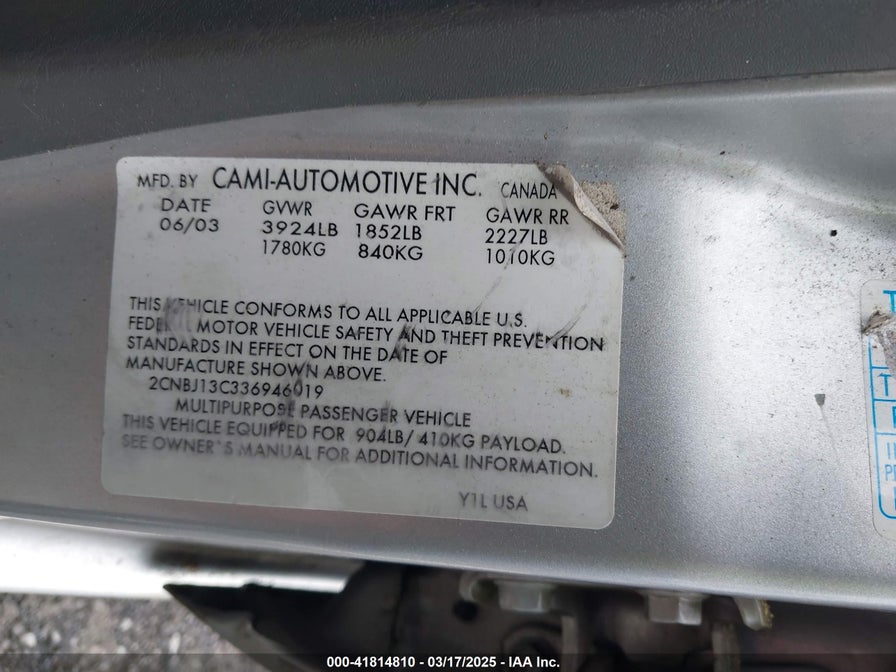 MFD. BY CAMI-AUTOMOTIVE INC. CANADA
DATE GVWR GAWR FRT GAWR RR
06/03 3924LB 1852LB 2227LB
1780KG 840KG 1010KG
THIS VEHICLE CONFORMS TO ALL APPLICABLE U.S.
FEDERAL MOTOR VEHICLE SAFETY AND THEFT PREVENTION
STANDARDS IN EFFECT ON THE DATE OF
MANUFACTURE SHOWN ABOVE.
2CNBJ13C336946019
MULTIPURPOSE PASSENGER VEHICLE
THIS VEHICLE EQUIPPED FOR 904LB/ 410KG PAYLOAD.
SEE OWNER'S MANUAL FOR ADDITIONAL INFORMATION.
Y1L USA
000-41814810 - 03/17/2025 - IAA Inc.